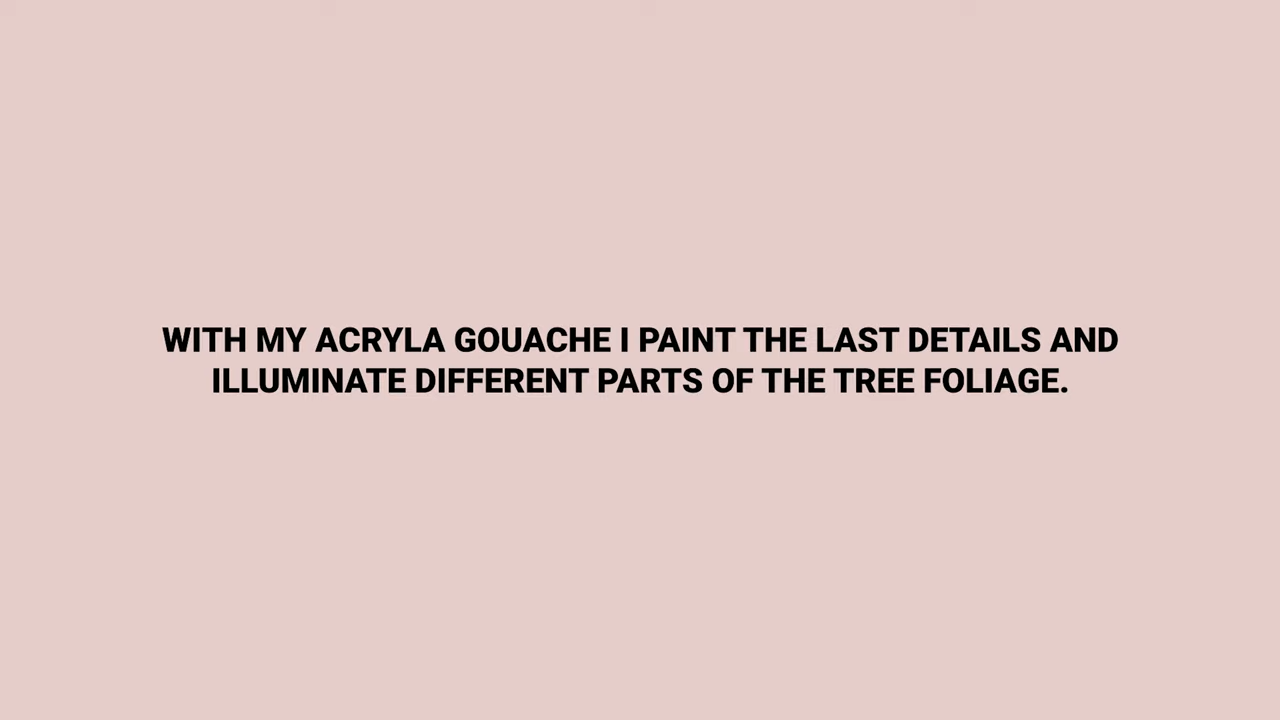 WITH MY ACRYLA GOUACHE I PAINT THE LAST DETAILS AND
ILLUMINATE DIFFERENT PARTS OF THE TREE FOLIAGE.